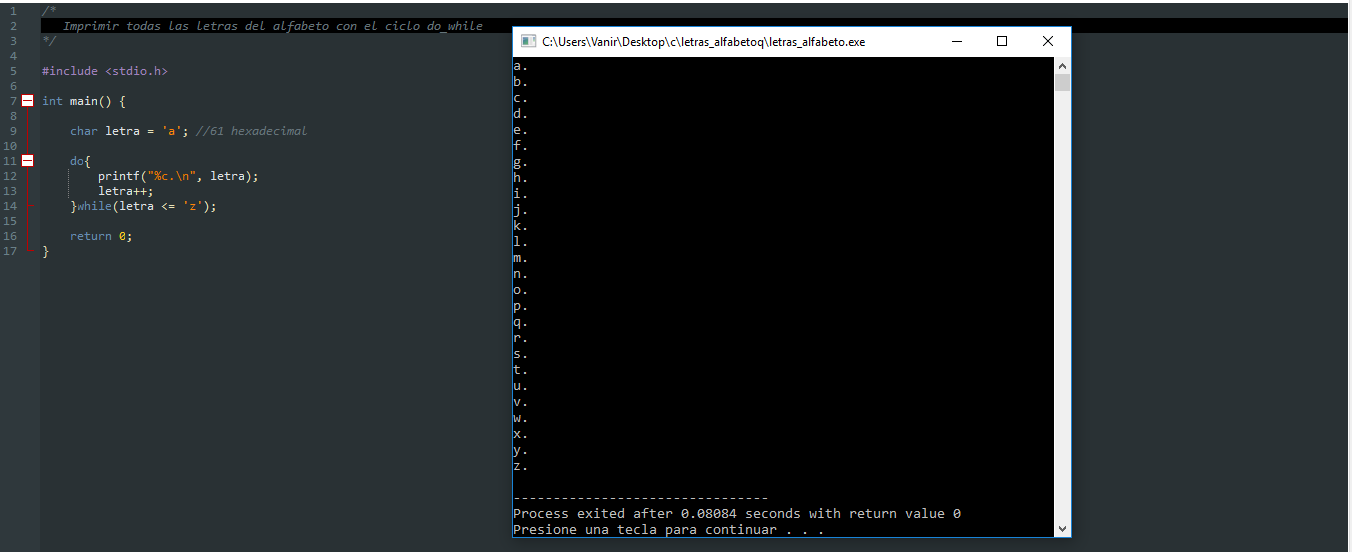 1 /*
2 Imprimir todas las letras del alfabeto con el ciclo do_while
3 */
4
5 #include <stdio.h>
6
7 int main() {
8
9 char letra = 'a'; //61 hexadecimal
10
11 do{
12 printf("%c.\n", letra);
13 letra++;
14 }while(letra <= 'z');
15
16 return 0;
17 }
C:\Users\Vanir\Desktop\c\letras_alfabetoq\letras_alfabeto.exe
a.
b.
c.
d.
e.
f.
g.
h.
i.
j.
k.
l.
m.
n.
o.
p.
q.
r.
s.
t.
u.
v.
w.
x.
y.
z.
--------------------------------
Process exited after 0.08084 seconds with return value 0
Presione una tecla para continuar . . .